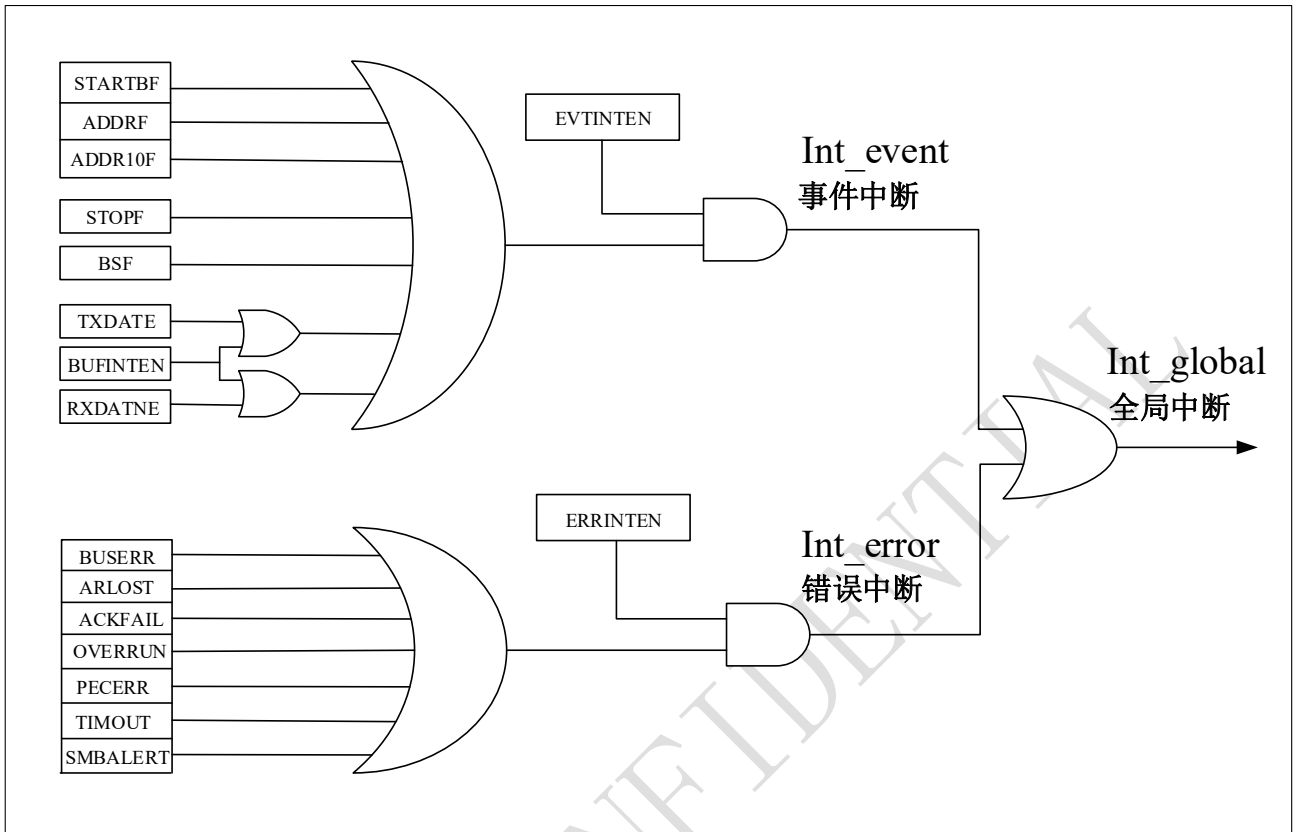 STARTBF
ADDRF
ADDR10F
STOPF
BSF
TXDATE
BUFINTEN
RXDATNE
EVTINTEN
Int_event
事件中断
BUSERR
ARLOST
ACKFAIL
OVERRUN
PECERR
TIMOUT
SMBALERT
ERRINTEN
Int_error
错误中断
Int_global
全局中断
NFIDENTIAL